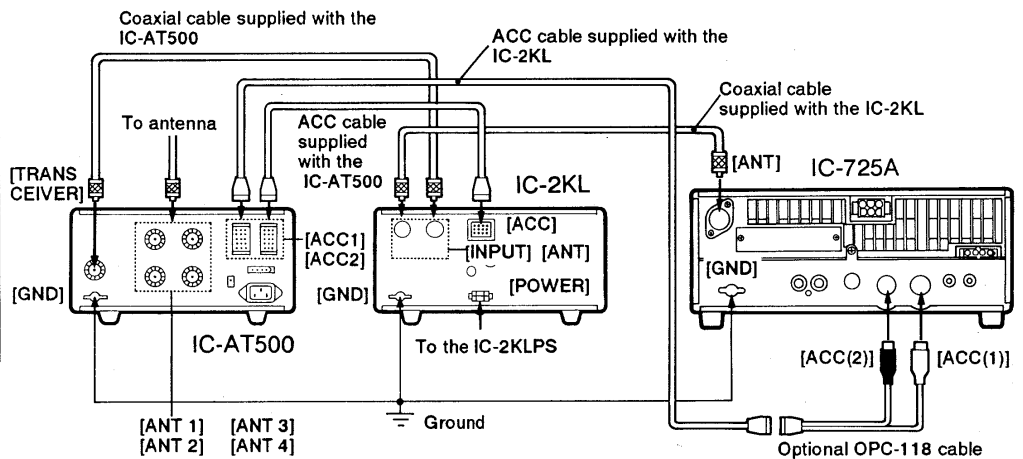 Coaxial cable supplied with the
IC-AT500
ACC cable supplied with the
IC-2KL
Coaxial cable
supplied with the IC-2KL
To antenna
ACC cable
supplied
with the
IC-AT500
[TRANS
CEIVER]
IC-2KL
[ANT]
IC-725A
[ACC1]
[ACC2]
[ACC]
[INPUT] [ANT]
[GND]
[GND]
[POWER]
[GND]
IC-AT500
To the IC-2KLPS
[ACC(2)]
[ACC(1)]
[ANT 1] [ANT 3]
[ANT 2] [ANT 4]
Ground
Optional OPC-118 cable